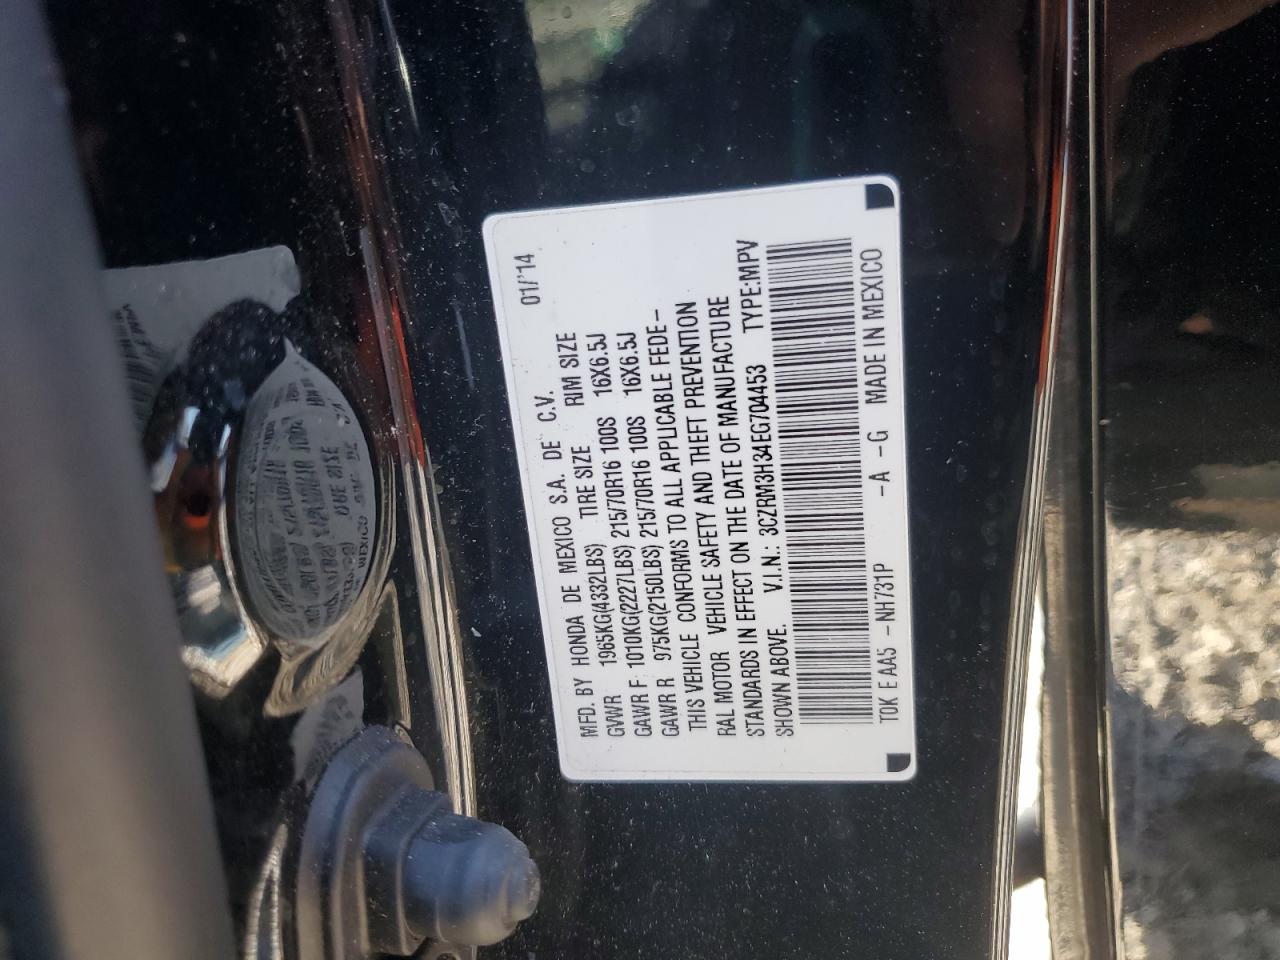 MFD. BY HONDA DE MEXICO S.A. DE C.V. 01/'14
GVWR 1965KG(4332LBS) TIRE SIZE RIM SIZE
GAWR F: 1010KG(2227LBS) 215/70R16 100S 16X6.5J
GAWR R 975KG(2150LBS) 215/70R16 100S 16X6.5J
THIS VEHICLE CONFORMS TO ALL APPLICABLE FEDE-
RAL MOTOR VEHICLE SAFETY AND THEFT PREVENTION
STANDARDS IN EFFECT ON THE DATE OF MANUFACTURE
SHOWN ABOVE. V.I.N.: 3CZRM3H34EG704453 TYPE:MPV
T0K E AA5 -NH731P -A -G MADE IN MEXICO